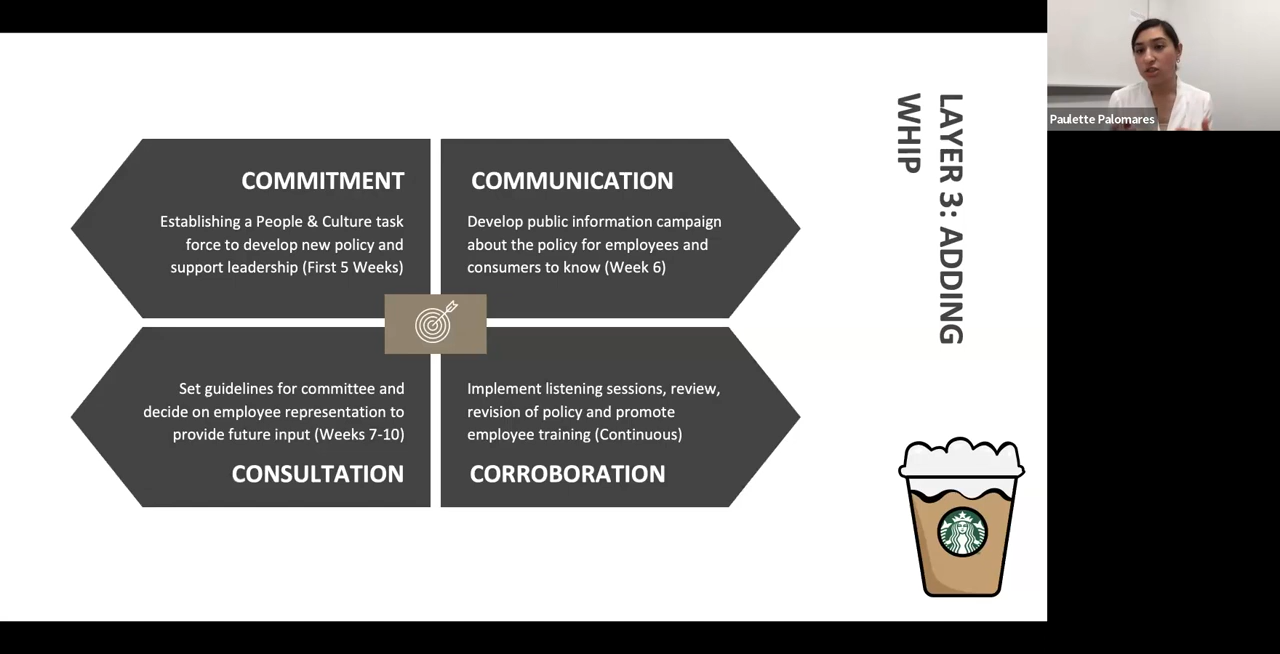 COMMITMENT
Establishing a People & Culture task
force to develop new policy and
support leadership (First 5 Weeks)
COMMUNICATION
Develop public information campaign
about the policy for employees and
consumers to know (Week 6)
Set guidelines for committee and
decide on employee representation to
provide future input (Weeks 7-10)
CONSULTATION
Implement listening sessions, review,
revision of policy and promote
employee training (Continuous)
CORROBORATION
LAYER 3: ADDING
WHIP
Paulette Palomares